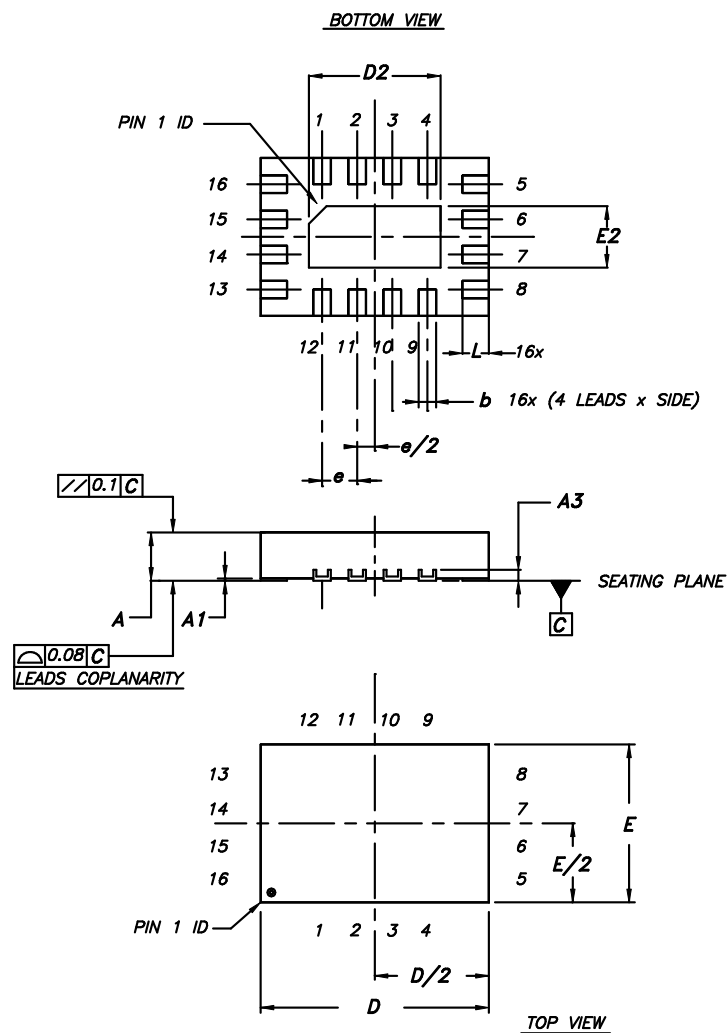 BOTTOM VIEW
D2
PIN 1 ID
1 2 3 4
16 5
15 6
E2
14 7
13 8
12 11 10 9
L 16x
b 16x (4 LEADS x SIDE)
e/2
e
// 0.1 C
A3
SEATING PLANE
A A1
C
⌓ 0.08 C
LEADS COPLANARITY
12 11 10 9
13 8
14 7
E
15 6
E/2
16 5
PIN 1 ID
1 2 3 4
D/2
D
TOP VIEW